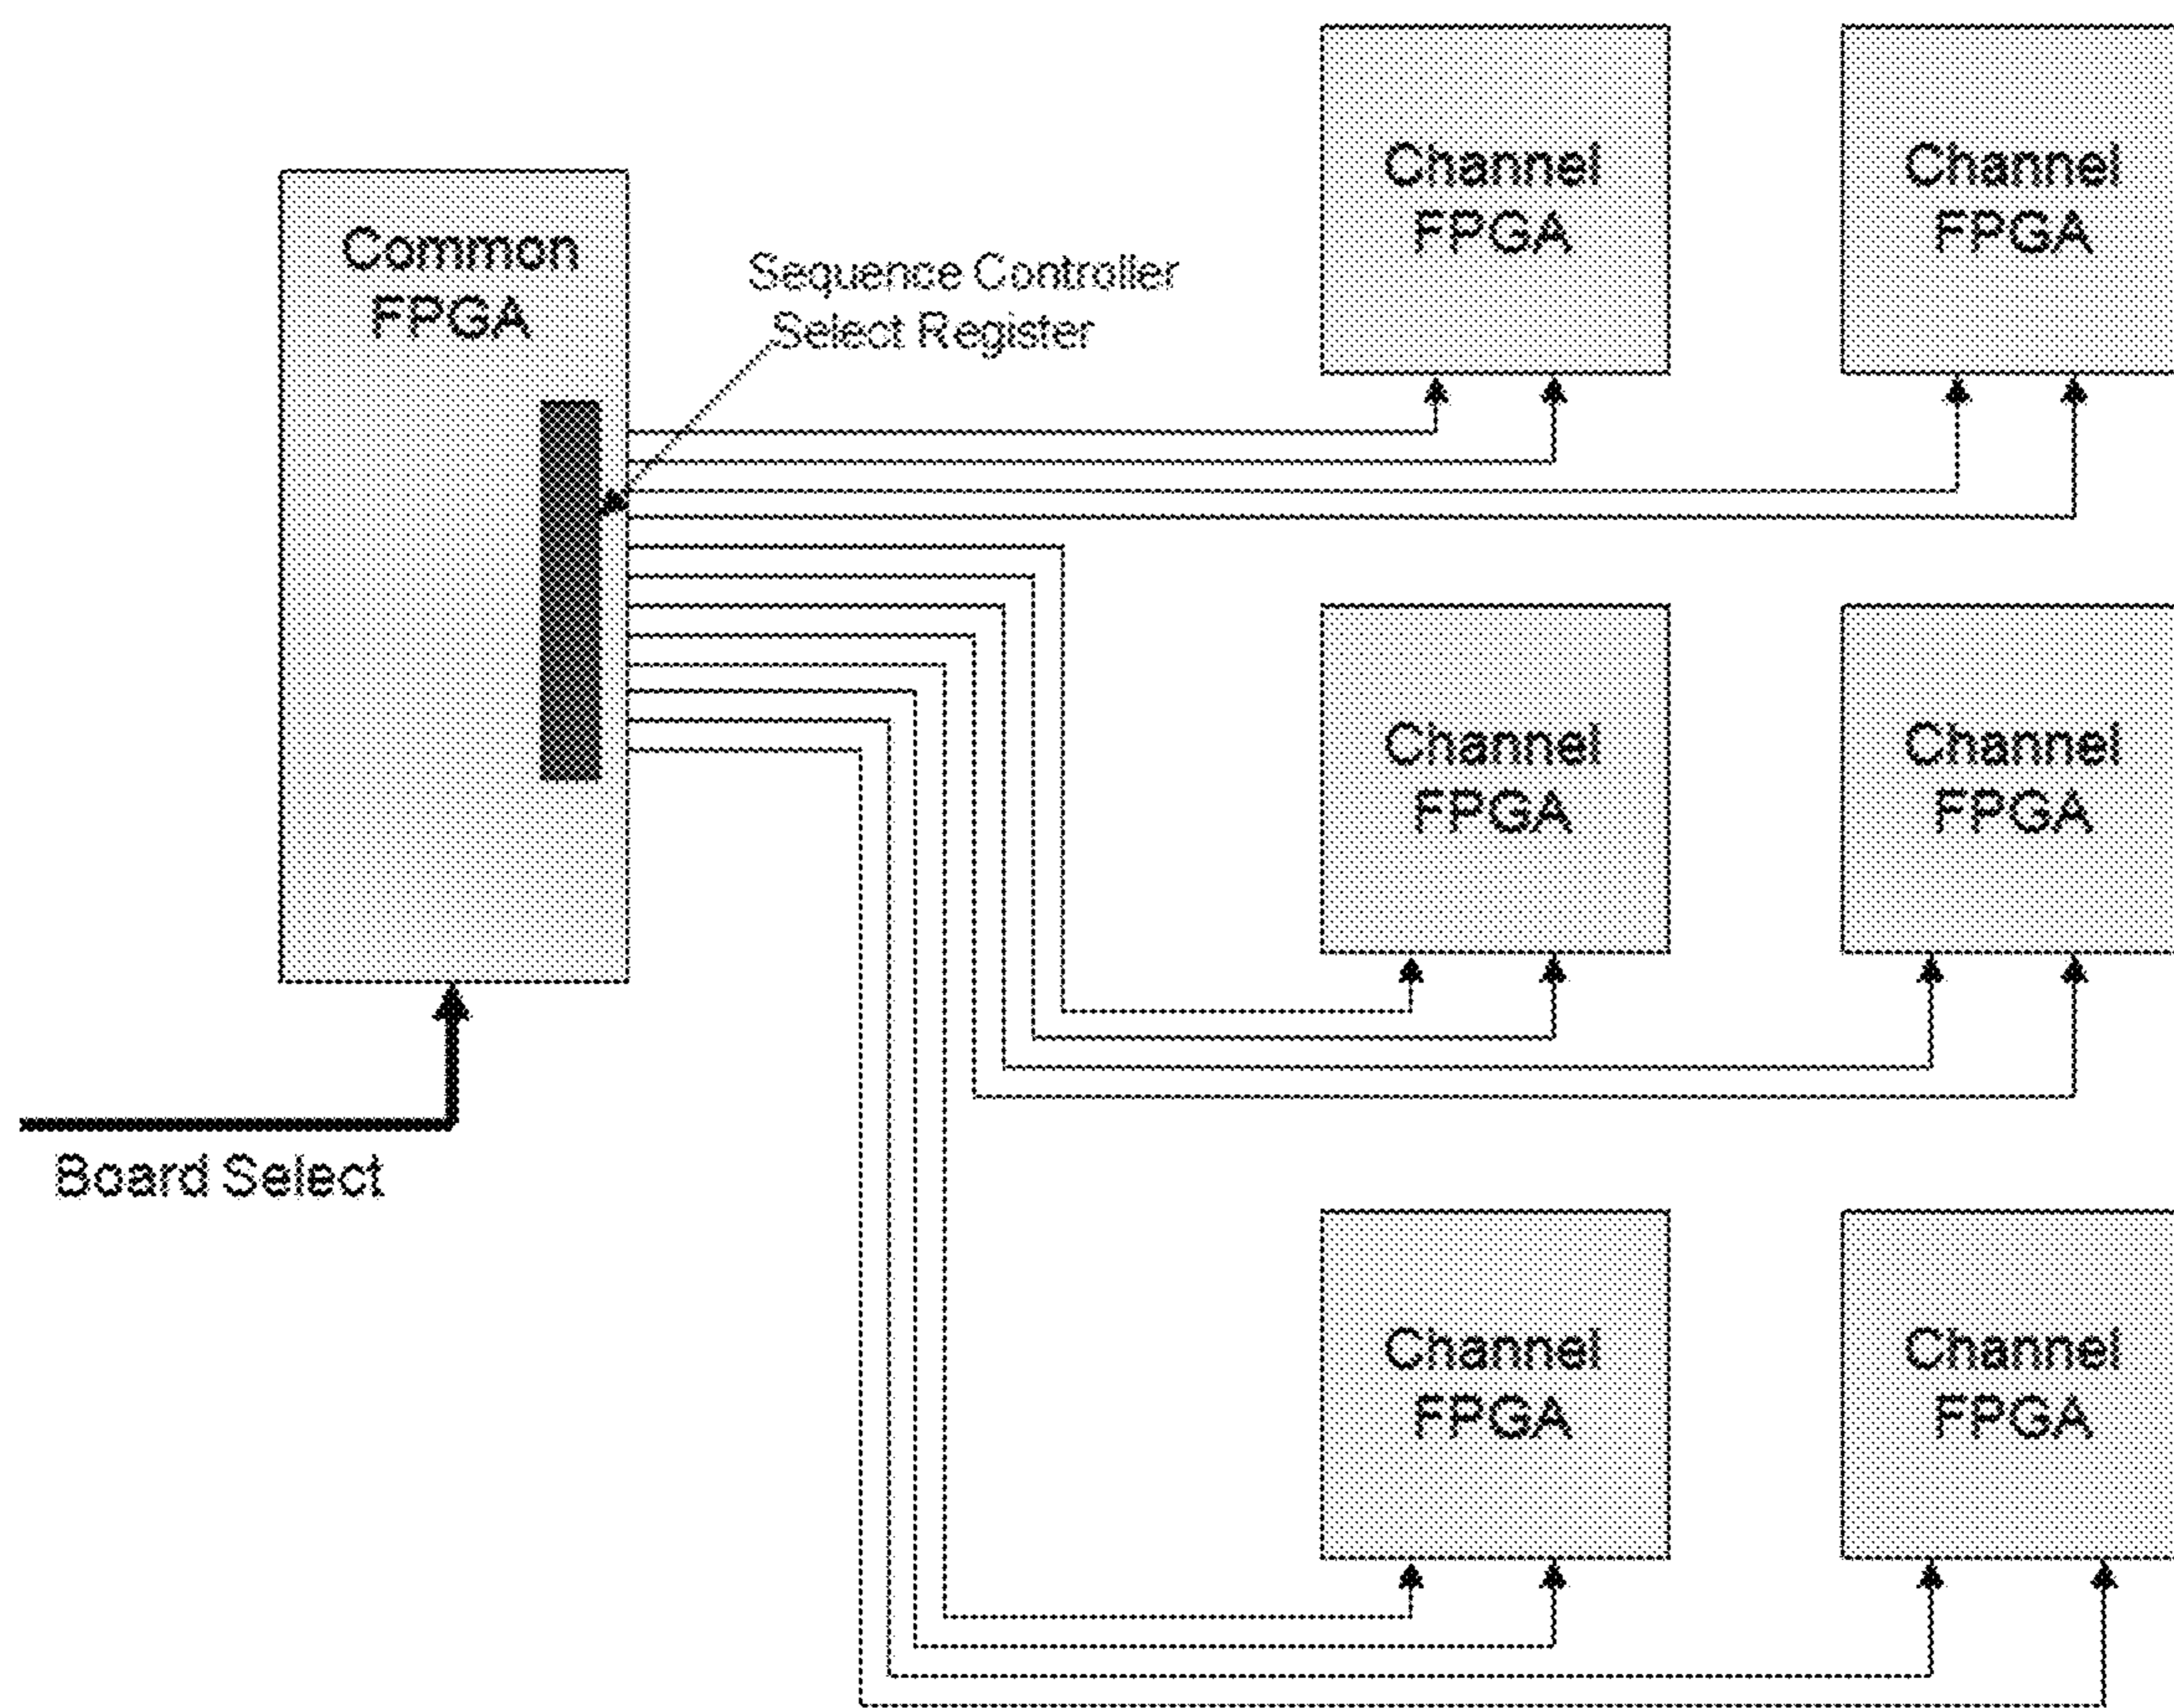 Common
FPGA
Sequence Controller
Select Register
Board Select
Channel
FPGA
Channel
FPGA
Channel
FPGA
Channel
FPGA
Channel
FPGA
Channel
FPGA